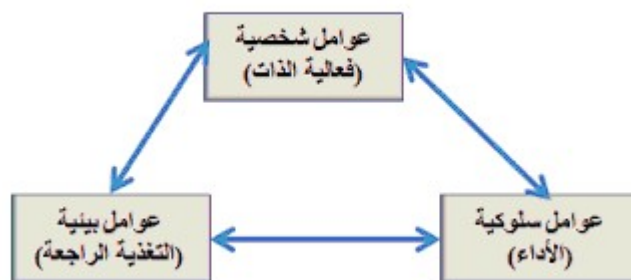 عوامل شخصية
(فعالية الذات)
عوامل بيئية
(التغذية الراجعة)
عوامل سلوكية
(الأداء)